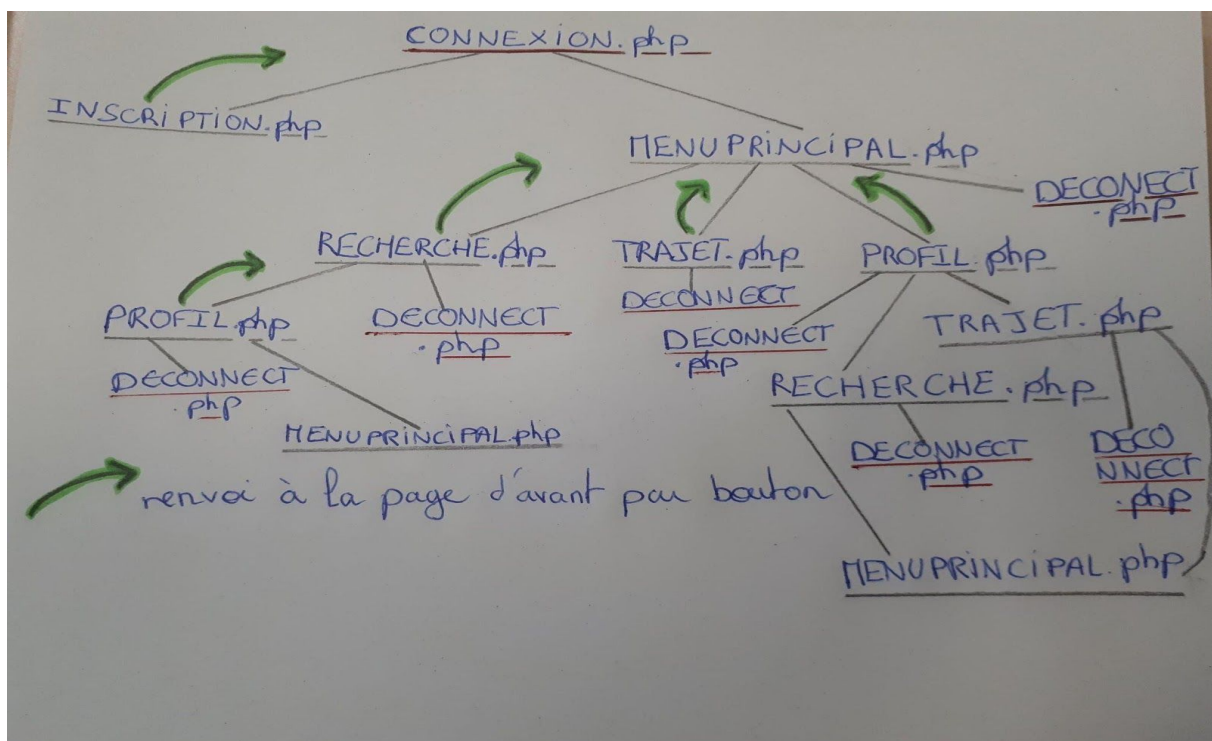 CONNEXION.php
INSCRIPTION.php
MENUPRINCIPAL.php
DECONECT
.php
RECHERCHE.php
TRAJET.php
PROFIL.php
DECONNECT
PROFIL.php
DECONNECT
.php
DECONNECT
.php
TRAJET.php
DECONNECT
.php
RECHERCHE.php
MENUPRINCIPAL.php
DECONNECT
.php
DECO
NNECT
.php
renvoi à la page d'avant par bouton
MENUPRINCIPAL.php